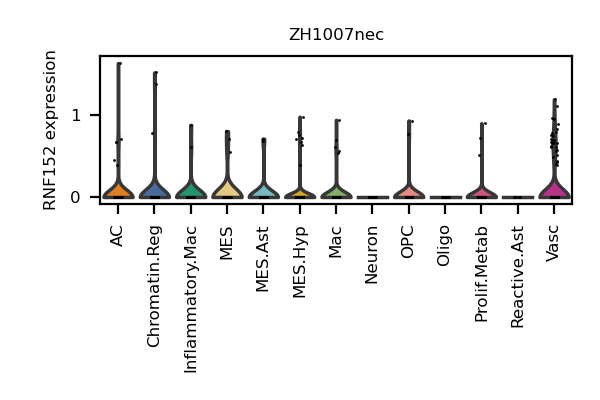 ZH1007nec
RNF152 expression
1
0
AC
Chromatin.Reg
Inflammatory.Mac
MES
MES.Ast
MES.Hyp
Mac
Neuron
OPC
Oligo
Prolif.Metab
Reactive.Ast
Vasc